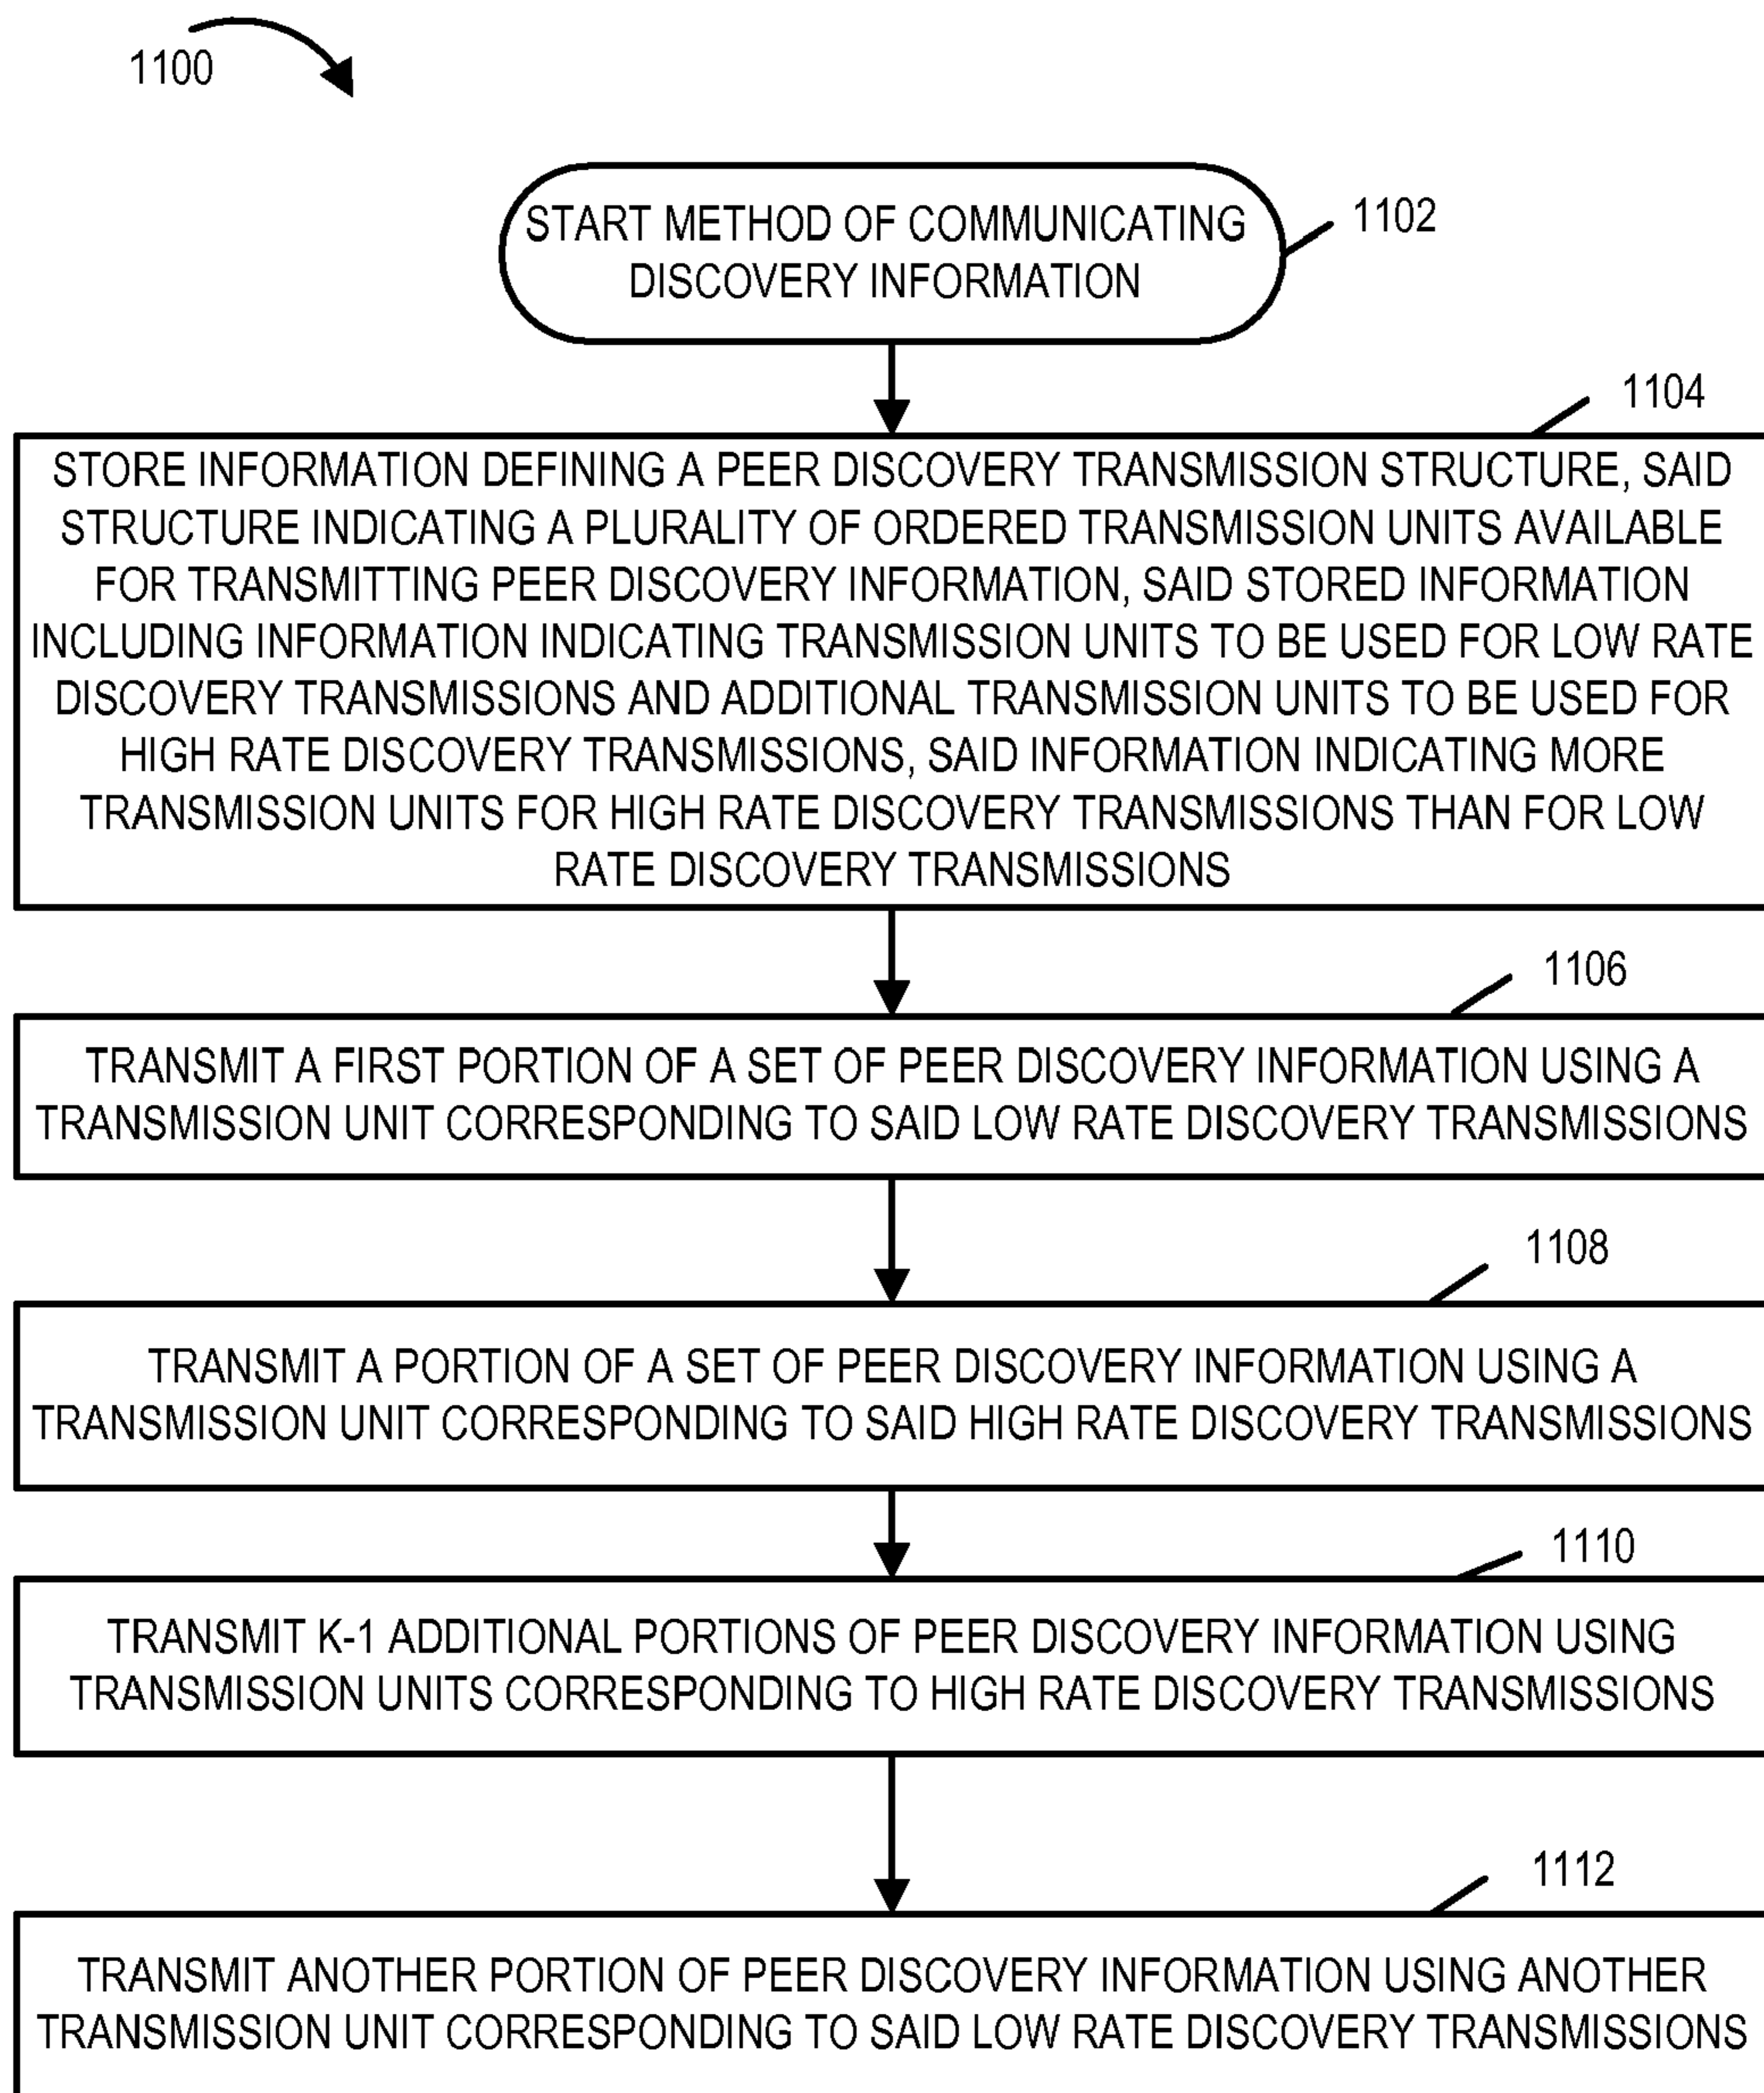 1100
START METHOD OF COMMUNICATING
DISCOVERY INFORMATION
1102
1104
STORE INFORMATION DEFINING A PEER DISCOVERY TRANSMISSION STRUCTURE, SAID
STRUCTURE INDICATING A PLURALITY OF ORDERED TRANSMISSION UNITS AVAILABLE
FOR TRANSMITTING PEER DISCOVERY INFORMATION, SAID STORED INFORMATION
INCLUDING INFORMATION INDICATING TRANSMISSION UNITS TO BE USED FOR LOW RATE
DISCOVERY TRANSMISSIONS AND ADDITIONAL TRANSMISSION UNITS TO BE USED FOR
HIGH RATE DISCOVERY TRANSMISSIONS, SAID INFORMATION INDICATING MORE
TRANSMISSION UNITS FOR HIGH RATE DISCOVERY TRANSMISSIONS THAN FOR LOW
RATE DISCOVERY TRANSMISSIONS
1106
TRANSMIT A FIRST PORTION OF A SET OF PEER DISCOVERY INFORMATION USING A
TRANSMISSION UNIT CORRESPONDING TO SAID LOW RATE DISCOVERY TRANSMISSIONS
1108
TRANSMIT A PORTION OF A SET OF PEER DISCOVERY INFORMATION USING A
TRANSMISSION UNIT CORRESPONDING TO SAID HIGH RATE DISCOVERY TRANSMISSIONS
1110
TRANSMIT K-1 ADDITIONAL PORTIONS OF PEER DISCOVERY INFORMATION USING
TRANSMISSION UNITS CORRESPONDING TO HIGH RATE DISCOVERY TRANSMISSIONS
1112
TRANSMIT ANOTHER PORTION OF PEER DISCOVERY INFORMATION USING ANOTHER
TRANSMISSION UNIT CORRESPONDING TO SAID LOW RATE DISCOVERY TRANSMISSIONS